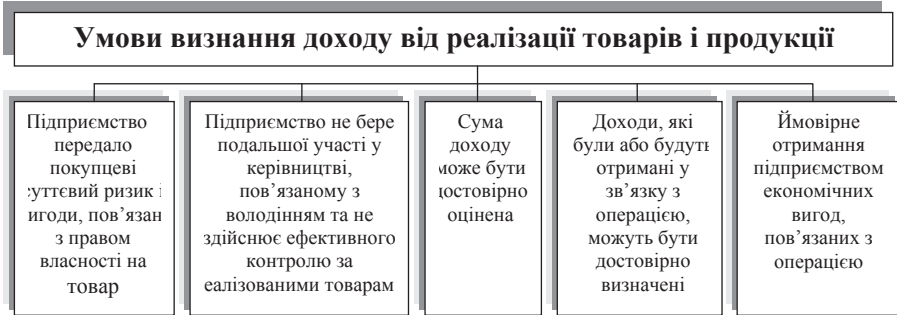 Умови визнання доходу від реалізації товарів і продукції
Підприємство
передало
покупцеві
суттєвий ризик і
вигоди, пов’язан
з правом
власності на
товар
Підприємство не бере
подальшої участі у
керівництві,
пов’язаному з
володінням та не
здійснює ефективного
контролю за
еалізованими товарам
Сума
доходу
може бути
достовірно
оцінена
Доходи, які
були або будуть
отримані у
зв’язку з
операцією,
можуть бути
достовірно
визначені
Ймовірне
отримання
підприємством
економічних
вигод,
пов’язаних з
операцією